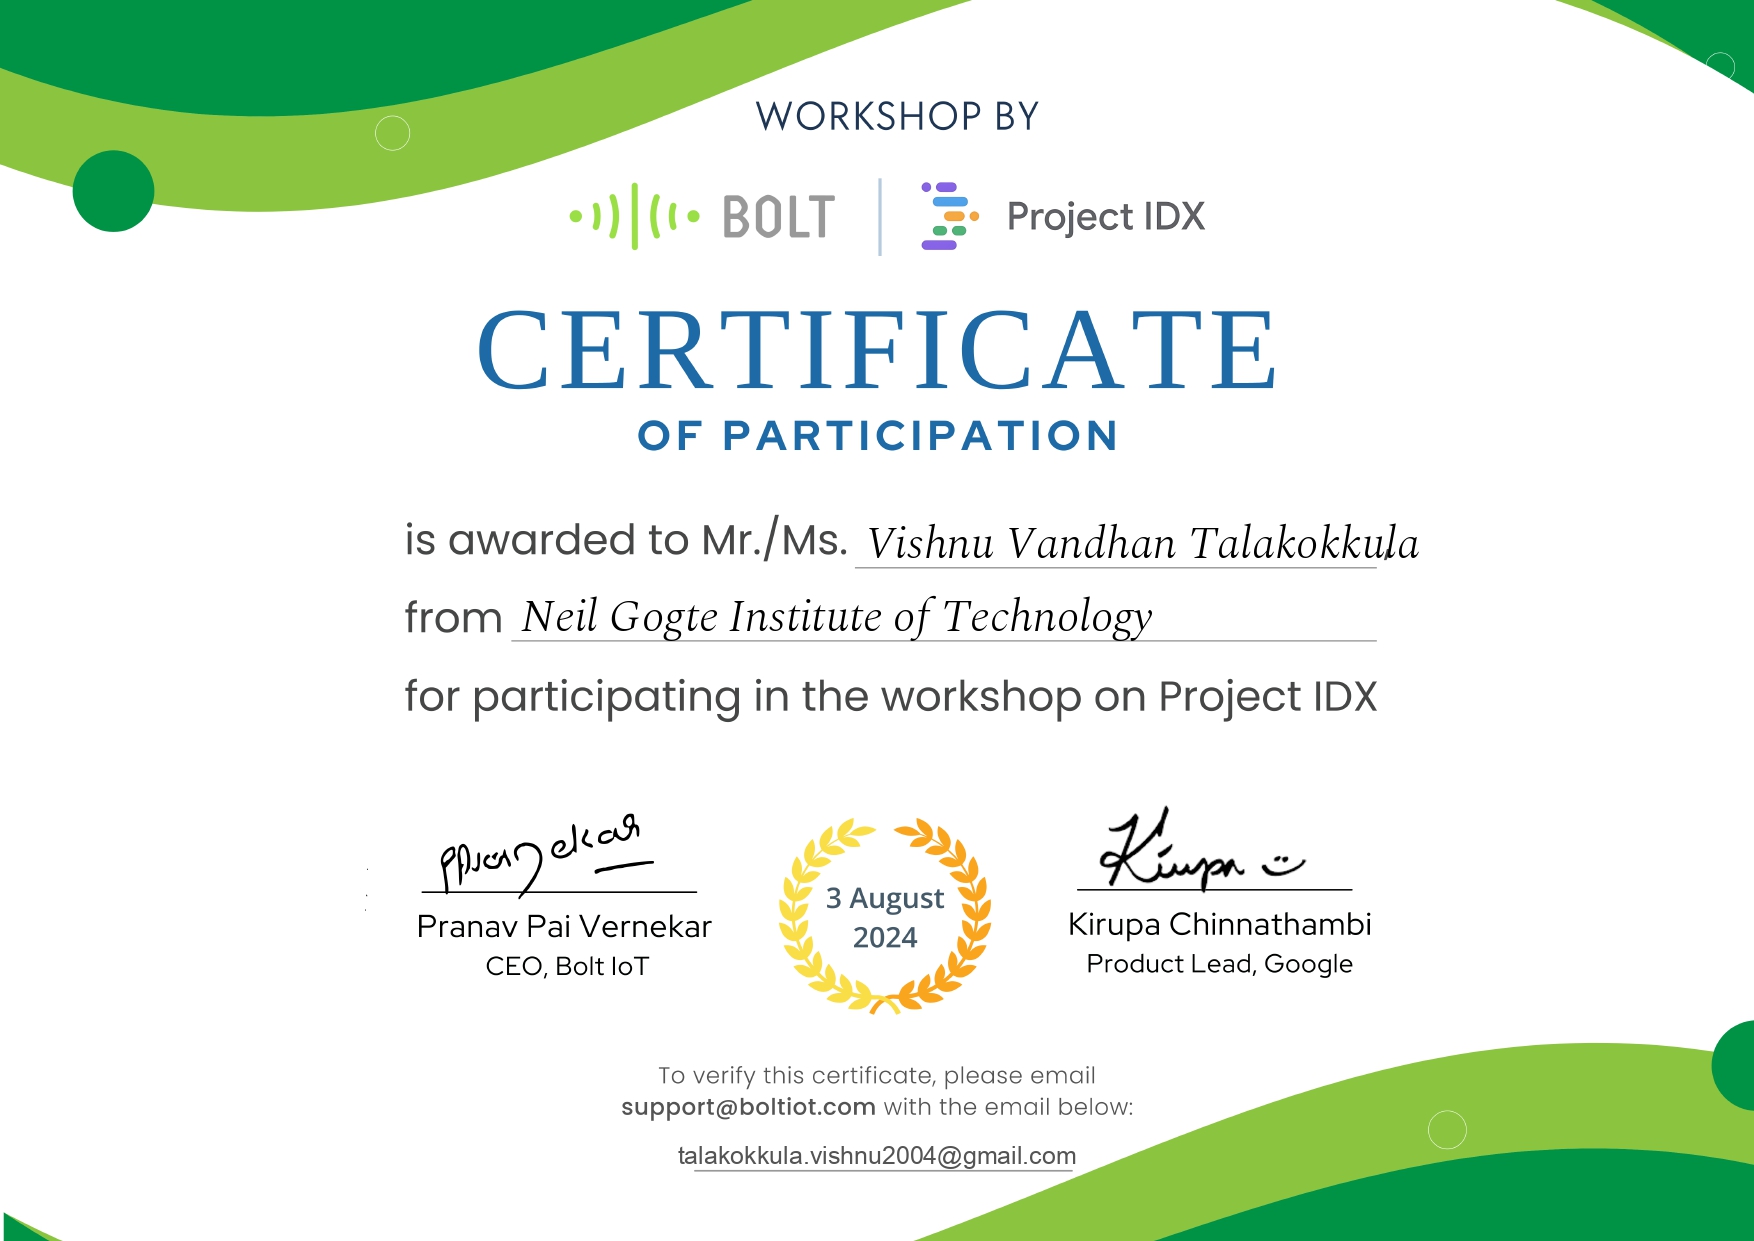 WORKSHOP BY
BOLT | Project IDX
CERTIFICATE
OF PARTICIPATION
is awarded to Mr./Ms. Vishnu Vandhan Talakokkula,
from Neil Gogte Institute of Technology
for participating in the workshop on Project IDX
Kirupa
3 August
2024
Pranav Pai Vernekar
CEO, Bolt IoT
Kirupa Chinnathambi
Product Lead, Google
To verify this certificate, please email
support@boltiot.com with the email below:
talakokkula.vishnu2004@gmail.com